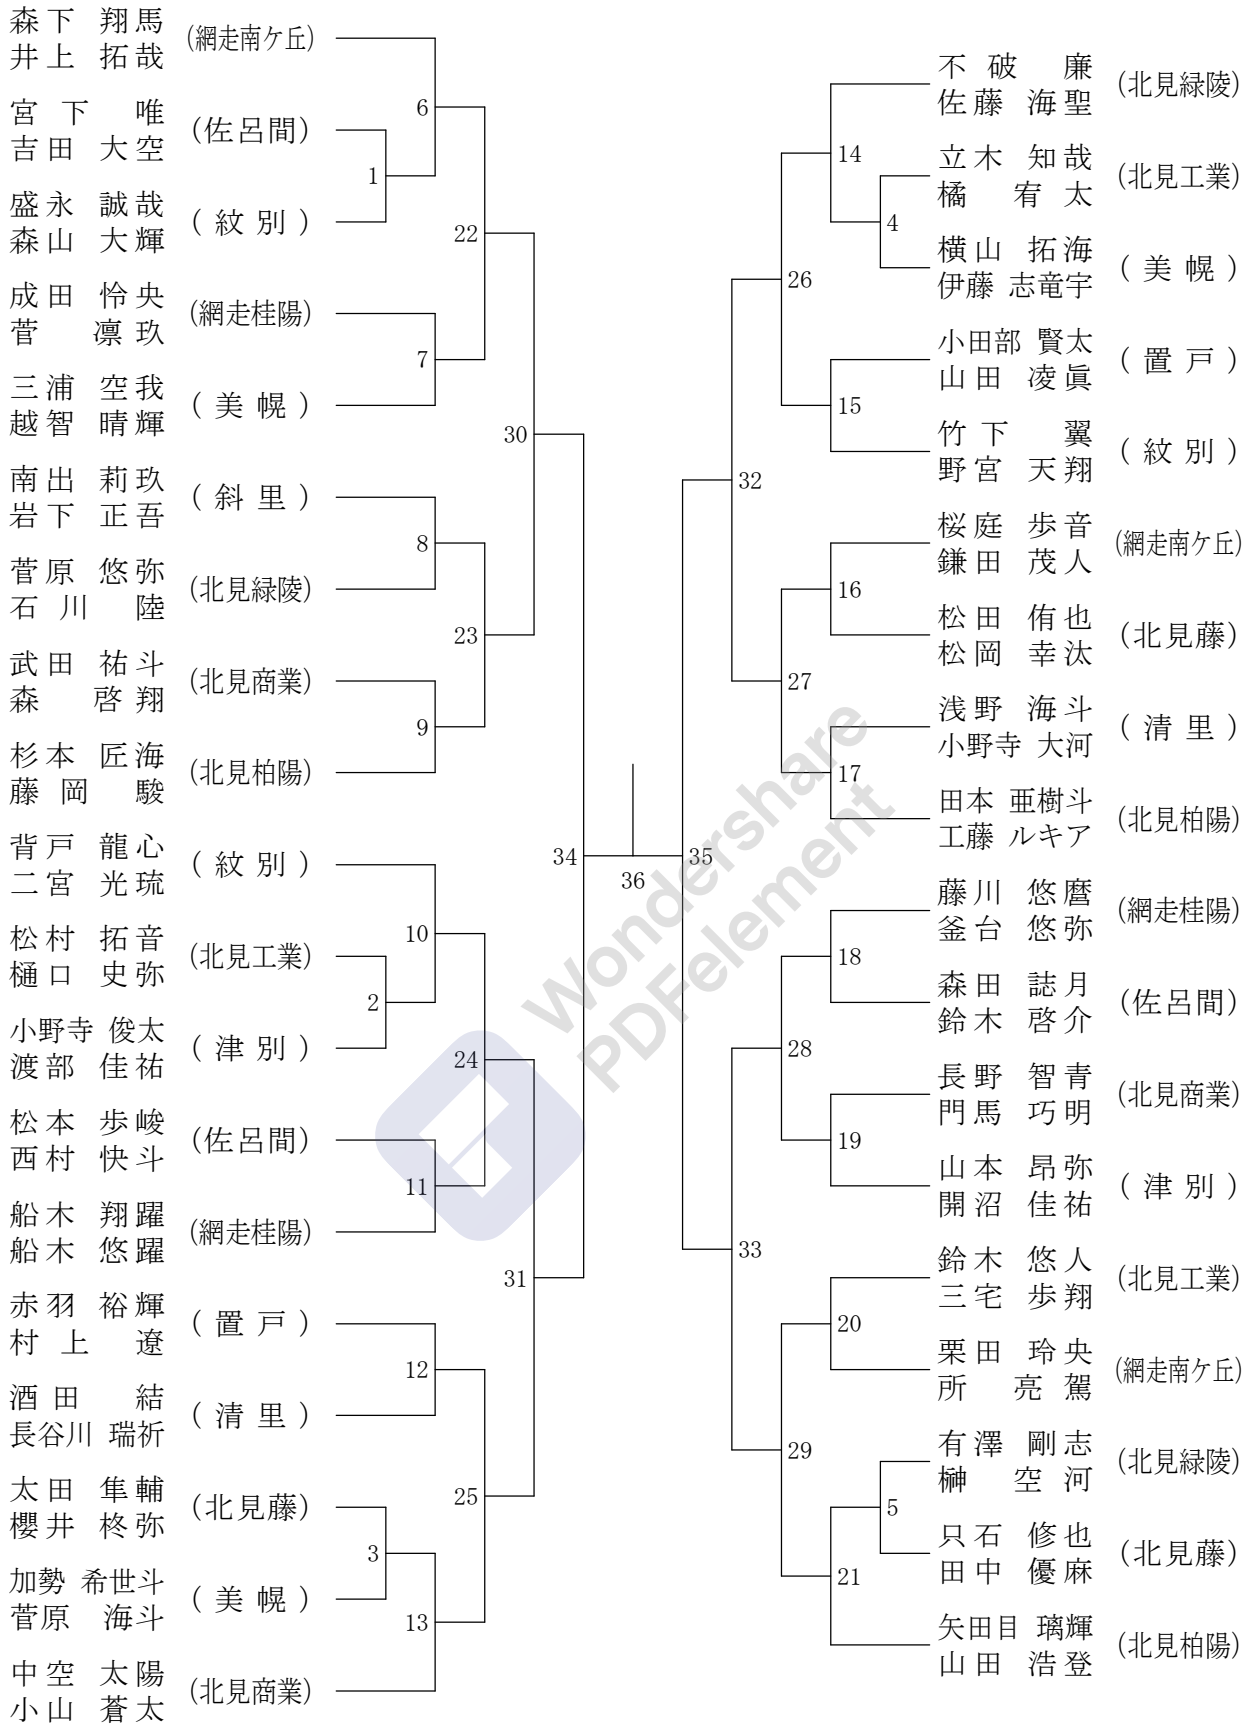 森下 翔馬
井上 拓哉
(網走南ケ丘)
宮下 唯
吉田 大空
(佐呂間)
盛永 誠哉
森山 大輝
(紋別)
成田 怜央
菅 凛玖
(網走桂陽)
三浦 空我
越智 晴輝
(美幌)
南出 莉玖
岩下 正吾
(斜里)
菅原 悠弥
石川 陸
(北見緑陵)
武田 祐斗
森 啓翔
(北見商業)
杉本 匠海
藤岡 駿
(北見柏陽)
背戸 龍心
二宮 光琉
(紋別)
松村 拓音
樋口 史弥
(北見工業)
小野寺 俊太
渡部 佳祐
(津別)
松本 歩峻
西村 快斗
(佐呂間)
船木 翔躍
船木 悠躍
(網走桂陽)
赤羽 裕輝
村上 遼
(置戸)
酒田 結
長谷川 瑞祈
(清里)
太田 隼輔
櫻井 柊弥
(北見藤)
加勢 希世斗
菅原 海斗
(美幌)
中空 太陽
小山 蒼太
(北見商業)
1
2
3
6
7
8
9
10
11
12
13
22
23
24
25
30
31
34
36
35
32
33
26
27
28
29
14
15
16
17
18
19
20
21
4
5
不破 廉
佐藤 海聖
(北見緑陵)
立木 知哉
橘 宥太
(北見工業)
横山 拓海
伊藤 志竜宇
(美幌)
小田部 賢太
山田 凌眞
(置戸)
竹下 翼
野宮 天翔
(紋別)
桜庭 歩音
鎌田 茂人
(網走南ケ丘)
松田 侑也
松岡 幸汰
(北見藤)
浅野 海斗
小野寺 大河
(清里)
田本 亜樹斗
工藤 ルキア
(北見柏陽)
藤川 悠麿
釜台 悠弥
(網走桂陽)
森田 誌月
鈴木 啓介
(佐呂間)
長野 智青
門馬 巧明
(北見商業)
山本 昂弥
開沼 佳祐
(津別)
鈴木 悠人
三宅 歩翔
(北見工業)
栗田 玲央
所 亮駕
(網走南ケ丘)
有澤 剛志
榊 空河
(北見緑陵)
只石 修也
田中 優麻
(北見藤)
矢田目 璃輝
山田 浩登
(北見柏陽)
Wondershare
PDFelement